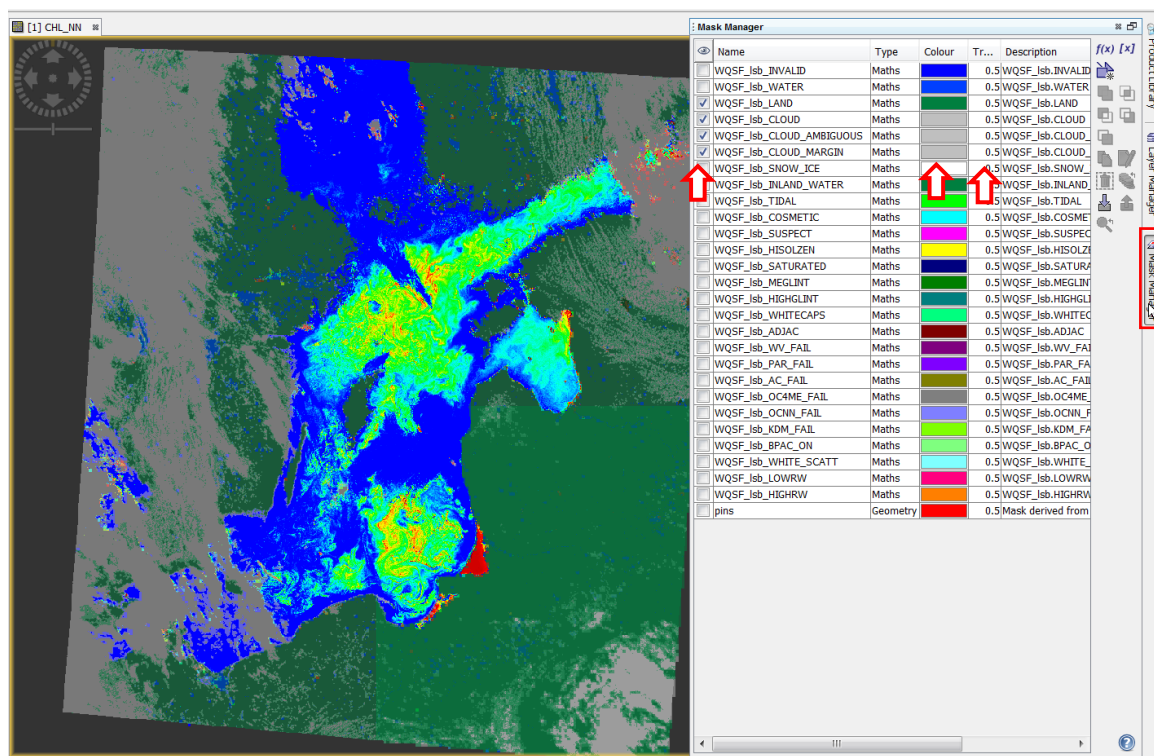 [1] CHL_NN
Mask Manager
Name Type Colour Tr... Description
WQSF_lsb_INVALID Maths 0.5 WQSF_lsb.INVALID
WQSF_lsb_WATER Maths 0.5 WQSF_lsb.WATER
WQSF_lsb_LAND Maths 0.5 WQSF_lsb.LAND
WQSF_lsb_CLOUD Maths 0.5 WQSF_lsb.CLOUD
WQSF_lsb_CLOUD_AMBIGUOUS Maths 0.5 WQSF_lsb.CLOUD_
WQSF_lsb_CLOUD_MARGIN Maths 0.5 WQSF_lsb.CLOUD_
WQSF_lsb_SNOW_ICE Maths 0.5 WQSF_lsb.SNOW_
WQSF_lsb_INLAND_WATER Maths 0.5 WQSF_lsb.INLAND_
WQSF_lsb_TIDAL Maths 0.5 WQSF_lsb.TIDAL
WQSF_lsb_COSMETIC Maths 0.5 WQSF_lsb.COSMET
WQSF_lsb_SUSPECT Maths 0.5 WQSF_lsb.SUSPEC
WQSF_lsb_HISOLZEN Maths 0.5 WQSF_lsb.HISOLZE
WQSF_lsb_SATURATED Maths 0.5 WQSF_lsb.SATURA
WQSF_lsb_MEGLINT Maths 0.5 WQSF_lsb.MEGLIN
WQSF_lsb_HIGHGLINT Maths 0.5 WQSF_lsb.HIGHGLI
WQSF_lsb_WHITECAPS Maths 0.5 WQSF_lsb.WHITEC
WQSF_lsb_ADJAC Maths 0.5 WQSF_lsb.ADJAC
WQSF_lsb_WV_FAIL Maths 0.5 WQSF_lsb.WV_FAI
WQSF_lsb_PAR_FAIL Maths 0.5 WQSF_lsb.PAR_FA
WQSF_lsb_AC_FAIL Maths 0.5 WQSF_lsb.AC_FAIL
WQSF_lsb_OC4ME_FAIL Maths 0.5 WQSF_lsb.OC4ME_
WQSF_lsb_OCNN_FAIL Maths 0.5 WQSF_lsb.OCNN_F
WQSF_lsb_KDM_FAIL Maths 0.5 WQSF_lsb.KDM_FA
WQSF_lsb_BPAC_ON Maths 0.5 WQSF_lsb.BPAC_O
WQSF_lsb_WHITE_SCATT Maths 0.5 WQSF_lsb.WHITE_
WQSF_lsb_LOWRW Maths 0.5 WQSF_lsb.LOWRW
WQSF_lsb_HIGHRW Maths 0.5 WQSF_lsb.HIGHRW
pins Geometry 0.5 Mask derived from
f(x) [x]
Product Library
Layer Manager
Mask Mana